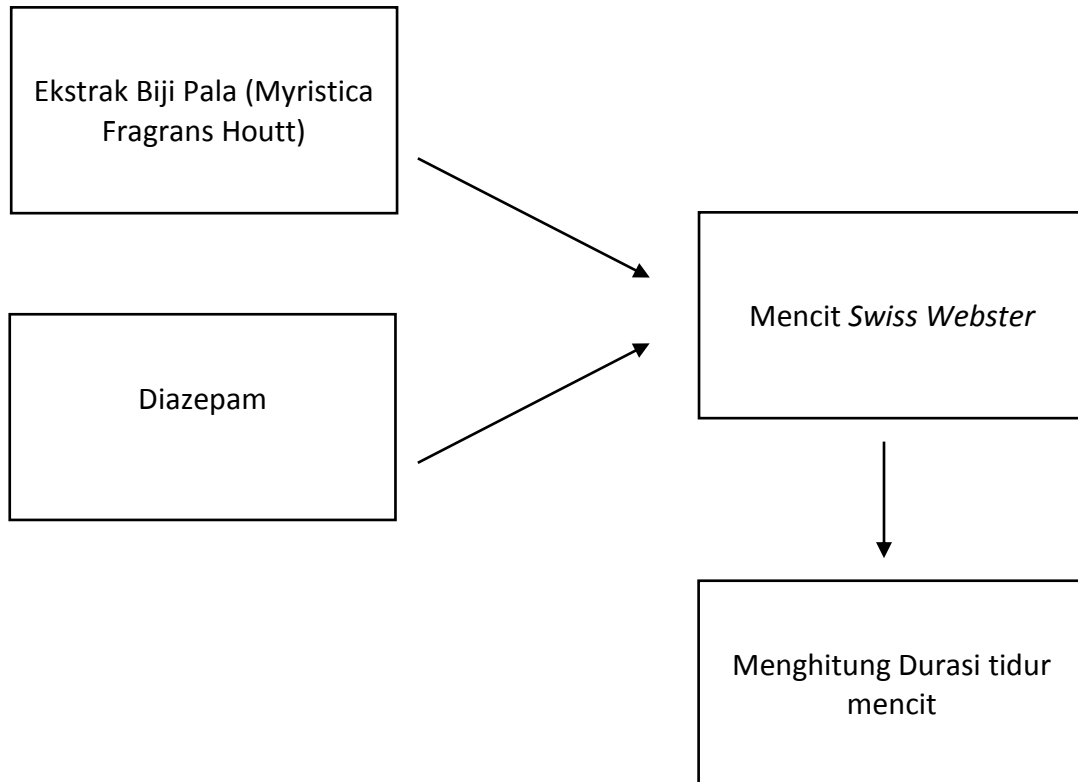 Ekstrak Biji Pala (Myristica
Fragrans Houtt)
Diazepam
Mencit Swiss Webster
Menghitung Durasi tidur
mencit